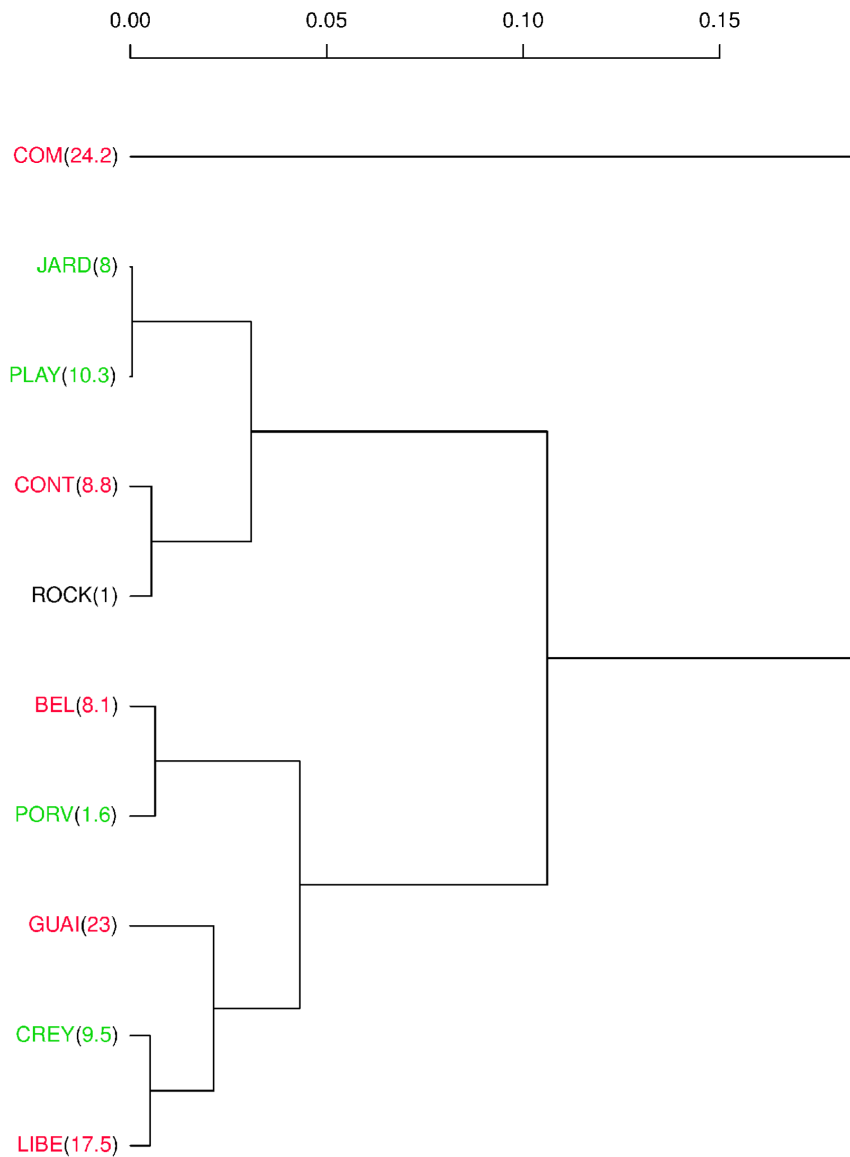 0.00 0.05 0.10 0.15
COM(24.2)
JARD(8)
PLAY(10.3)
CONT(8.8)
ROCK(1)
BEL(8.1)
PORV(1.6)
GUAI(23)
CREY(9.5)
LIBE(17.5)